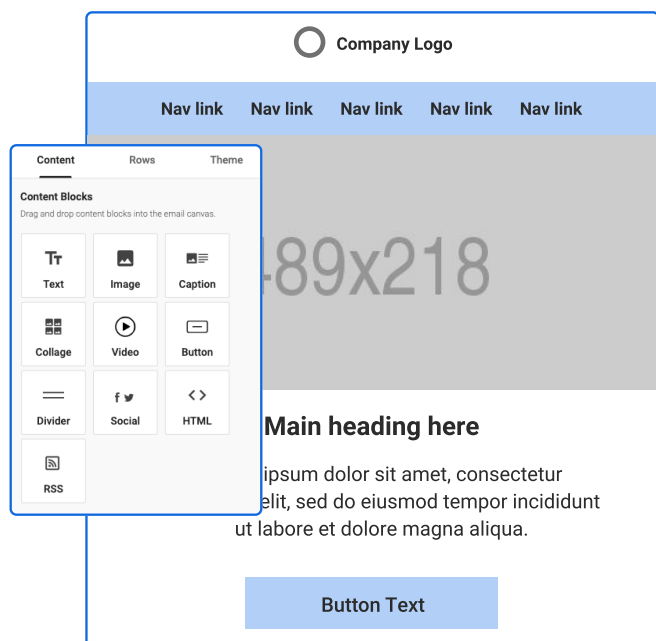 Company Logo
Nav link Nav link Nav link Nav link Nav link
Content Rows Theme
Content Blocks
Drag and drop content blocks into the email canvas.
Text Image Caption
Collage Video Button
Divider Social HTML
RSS
89x218
Main heading here
ipsum dolor sit amet, consectetur
elit, sed do eiusmod tempor incididunt
ut labore et dolore magna aliqua.
Button Text